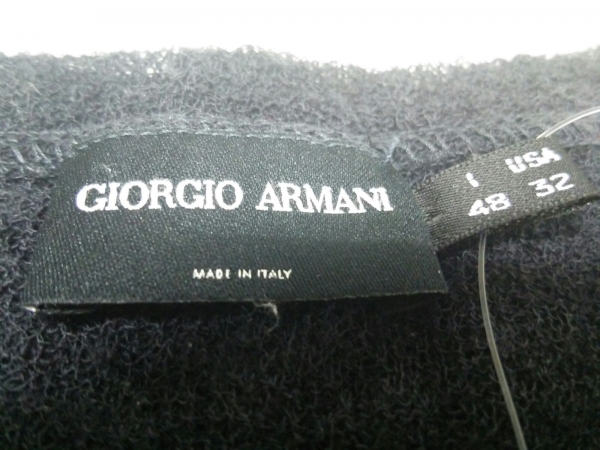 GIORGIO ARMANI
MADE IN ITALY
I USA
48 32